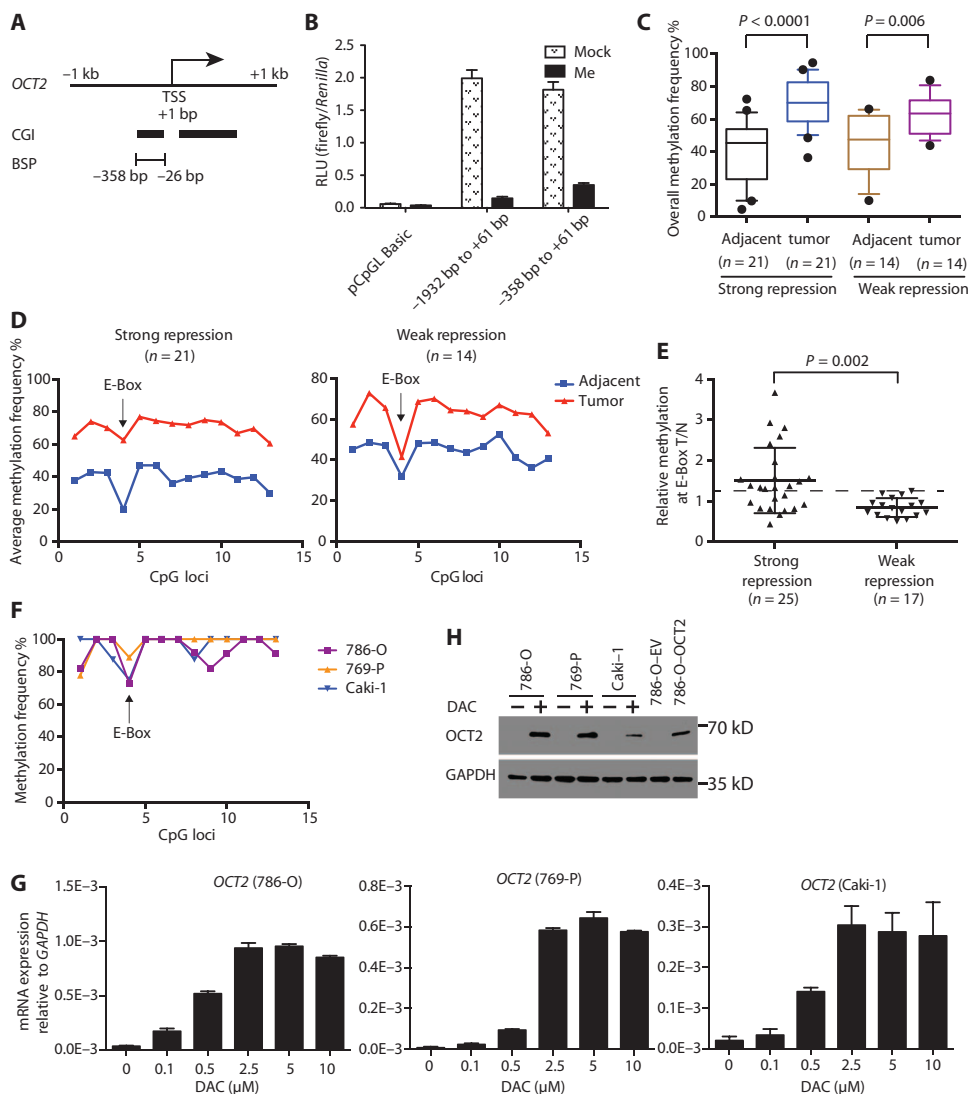 A
–1 kb
+1 kb
OCT2
TSS
+1 bp
CGI
BSP
–358 bp
–26 bp
B
RLU (firefly/Renilla)
2.5
2.0
1.5
1.0
0.5
0.0
Mock
Me
pCpGL Basic
–1932 bp to +61 bp
–358 bp to +61 bp
C
P < 0.0001
P = 0.006
Overall methylation frequency %
100
80
60
40
20
0
Adjacent tumor
Adjacent tumor
(n = 21) (n = 21) (n = 14) (n = 14)
Strong repression
Weak repression
D
Strong repression
(n = 21)
Average methylation frequency %
100
80
60
40
20
0
E-Box
0 5 10 15
CpG loci
Weak repression
(n = 14)
80
60
40
20
0
E-Box
0 5 10 15
CpG loci
Adjacent
Tumor
E
P = 0.002
Relative methylation
at E-Box T/N
4
3
2
1
0
Strong
repression
(n = 25)
Weak
repression
(n = 17)
F
Methylation frequency %
100
80
60
40
20
0
E-Box
0 5 10 15
CpG loci
786-O
769-P
Caki-1
H
786-O
769-P
Caki–1
786-O–EV
786-O–OCT2
DAC – + – + – +
OCT2
70 kD
GAPDH
35 kD
G
mRNA expression
relative to GAPDH
OCT2 (786-O)
1.5E–3
1.0E–3
0.5E–3
0.0E–3
0 0.1 0.5 2.5 5 10
DAC (µM)
OCT2 (769-P)
0.8E–3
0.6E–3
0.4E–3
0.2E–3
0.0E–3
0 0.1 0.5 2.5 5 10
DAC (µM)
OCT2 (Caki-1)
0.4E–3
0.3E–3
0.2E–3
0.1E–3
0.0E–3
0 0.1 0.5 2.5 5 10
DAC (µM)